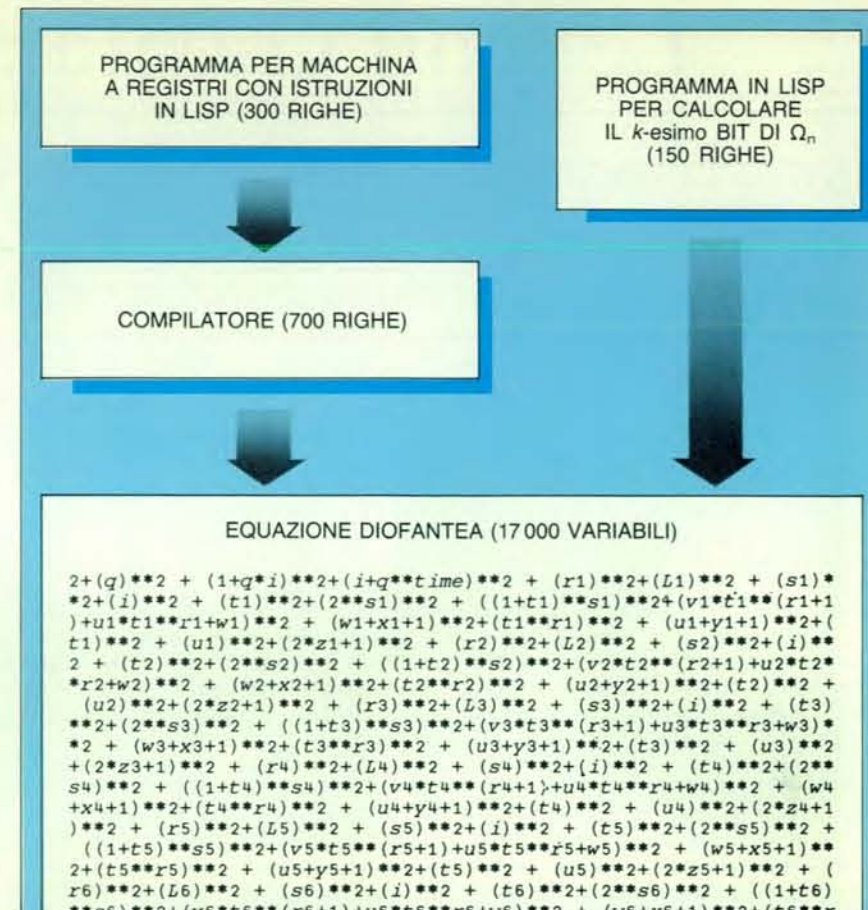 PROGRAMMA PER MACCHINA
A REGISTRI CON ISTRUZIONI
IN LISP (300 RIGHE)
PROGRAMMA IN LISP
PER CALCOLARE
IL k-esimo BIT DI Ωn
(150 RIGHE)
COMPILATORE (700 RIGHE)
EQUAZIONE DIOFANTEA (17 000 VARIABILI)
2+(q)**2 + (1+q*i)**2+(i+q**time)**2 + (r1)**2+(L1)**2 + (s1)*
*2+(i)**2 + (t1)**2+(2**s1)**2 + ((1+t1)**s1)**2+(v1*t1**(r1+1
)+u1*t1**r1+w1)**2 + (w1+x1+1)**2+(t1**r1)**2 + (u1+y1+1)**2+(
t1)**2 + (u1)**2+(2*z1+1)**2 + (r2)**2+(L2)**2 + (s2)**2+(i)**
2 + (t2)**2+(2**s2)**2 + ((1+t2)**s2)**2+(v2*t2**(r2+1)+u2*t2*
*r2+w2)**2 + (w2+x2+1)**2+(t2**r2)**2 + (u2+y2+1)**2+(t2)**2 +
(u2)**2+(2*z2+1)**2 + (r3)**2+(L3)**2 + (s3)**2+(i)**2 + (t3)
**2+(2**s3)**2 + ((1+t3)**s3)**2+(v3*t3**(r3+1)+u3*t3**r3+w3)*
*2 + (w3+x3+1)**2+(t3**r3)**2 + (u3+y3+1)**2+(t3)**2 + (u3)**2
+(2*z3+1)**2 + (r4)**2+(L4)**2 + (s4)**2+(i)**2 + (t4)**2+(2**
s4)**2 + ((1+t4)**s4)**2+(v4*t4**(r4+1)+u4*t4**r4+w4)**2 + (w4
+x4+1)**2+(t4**r4)**2 + (u4+y4+1)**2+(t4)**2 + (u4)**2+(2*z4+1
)**2 + (r5)**2+(L5)**2 + (s5)**2+(i)**2 + (t5)**2+(2**s5)**2 +
((1+t5)**s5)**2+(v5*t5**(r5+1)+u5*t5**r5+w5)**2 + (w5+x5+1)**
2+(t5**r5)**2 + (u5+y5+1)**2+(t5)**2 + (u5)**2+(2*z5+1)**2 + (
r6)**2+(L6)**2 + (s6)**2+(i)**2 + (t6)**2+(2**s6)**2 + ((1+t6)